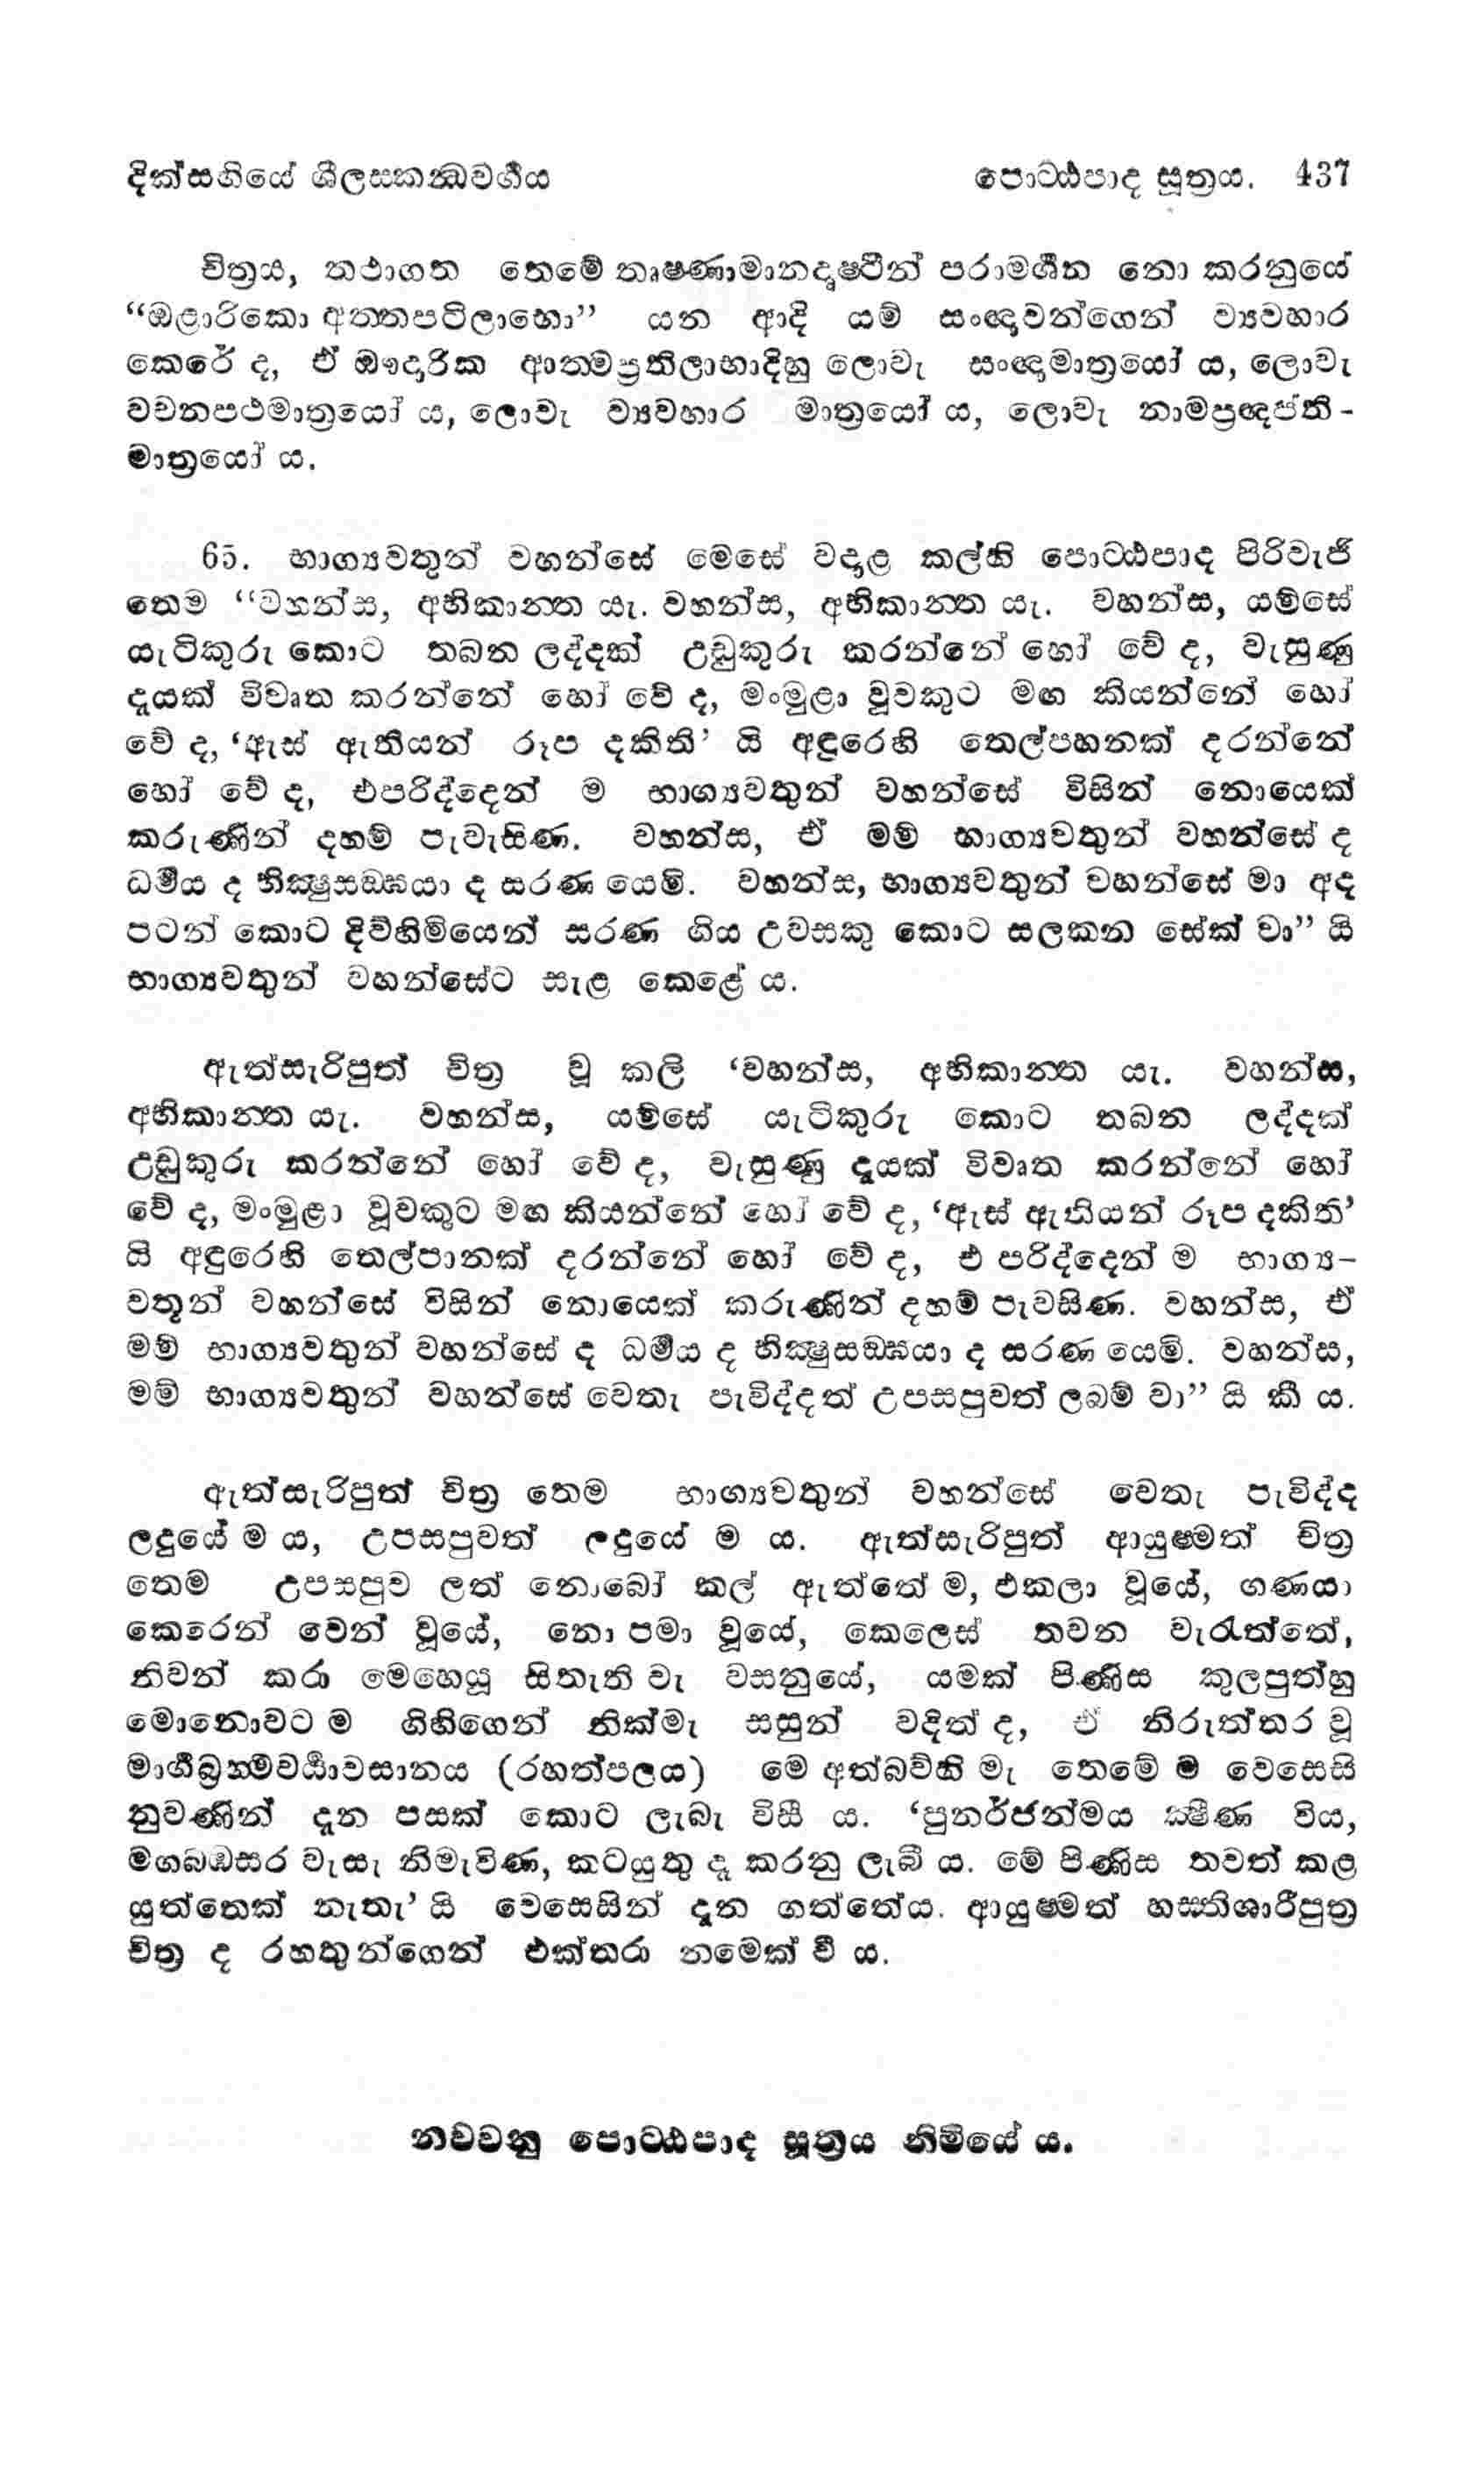 දික්සඟියේ ශීලස්කන්ධවර්‍ගය පොට්ඨපාද සූත්‍රය. 437
චිත්‍රය, තථාගත තෙමේ තෘෂ්ණාමානදෘෂ්ටීන් පරාමර්‍ශන නො කරනුයේ
“ඔළාරිකො අත්තපටිලාභො” යන ආදි යම් සංඥාවන්ගෙන් ව්‍යවහාර
කෙරේ ද, ඒ ඖදාරික ආත්මප්‍රතිලාභාදිහු ලොවැ සංඥාමාත්‍රයෝ ය, ලොවැ
වචනපථමාත්‍රයෝ ය, ලොවැ ව්‍යවහාර මාත්‍රයෝ ය, ලොවැ නාමප්‍රඥප්ති-
මාත්‍රයෝ ය.
65. භාග්‍යවතුන් වහන්සේ මෙසේ වදාළ කල්හි පොට්ඨපාද පිරිවැජි
තෙම “වහන්ස, අභිකාන්ත යැ. වහන්ස, අභිකාන්ත යැ. වහන්ස, යම්සේ
යැටිකුරු කොට තබන ලද්දක් උඩුකුරු කරන්නේ හෝ වේ ද, වැසුණු
දැයක් විවෘත කරන්නේ හෝ වේ ද, මංමුළා වූවකුට මඟ කියන්නේ හෝ
වේ ද, ‘ඇස් ඇතියන් රූප දකිති’ යි අඳුරෙහි තෙල්පහනක් දරන්නේ
හෝ වේ ද, එපරිද්දෙන් ම භාග්‍යවතුන් වහන්සේ විසින් නොයෙක්
කරුණින් දහම් පැවැසිණ. වහන්ස, ඒ මම් භාග්‍යවතුන් වහන්සේ ද
ධර්‍මය ද භික්‍ෂුසඞ්ඝයා ද සරණ යෙමි. වහන්ස, භාග්‍යවතුන් වහන්සේ මා අද
පටන් කොට දිවිහිමියෙන් සරණ ගිය උවසකු කොට සලකන සේක් වා” යි
භාග්‍යවතුන් වහන්සේට සැළ කෙළේ ය.
ඇත්සැරිපුත් චිත්‍ර වූ කලි ‘වහන්ස, අභිකාන්ත යැ. වහන්ස,
අභිකාන්ත යැ. වහන්ස, යම්සේ යැටිකුරු කොට තබන ලද්දක්
උඩුකුරු කරන්නේ හෝ වේ ද, වැසුණු දැයක් විවෘත කරන්නේ හෝ
වේ ද, මංමුළා වූවකුට මඟ කියන්නේ හෝ වේ ද, ‘ඇස් ඇතියන් රූප දකිති’
යි අඳුරෙහි තෙල්පානක් දරන්නේ හෝ වේ ද, එ පරිද්දෙන් ම භාග්‍ය-
වතූන් වහන්සේ විසින් නොයෙක් කරුණින් දහම් පැවසිණ. වහන්ස, ඒ
මම් භාග්‍යවතුන් වහන්සේ ද ධර්‍මය ද භික්‍ෂුසඞ්ඝයා ද සරණ යෙමි. වහන්ස,
මම් භාග්‍යවතුන් වහන්සේ වෙතැ පැවිද්දත් උපසපුවත් ලබම් වා” යි කී ය.
ඇත්සැරිපුත් චිත්‍ර තෙම භාග්‍යවතුන් වහන්සේ වෙතැ පැවිද්ද
ලදුයේ ම ය, උපසපුවත් ලදුයේ ම ය. ඇත්සැරිපුත් ආයුෂ්මත් චිත්‍ර
තෙම උපසපුව ලත් නොබෝ කල් ඇත්තේ ම, එකලා වූයේ, ගණයා
කෙරෙන් වෙන් වූයේ, නො පමා වූයේ, කෙලෙස් තවන වැරැත්තේ,
නිවන් කරා මෙහෙයූ සිතැති වැ වසනුයේ, යමක් පිණිස කුලපුත්හු
මොනොවට ම ගිහිගෙන් නික්මැ සසුන් වදිත් ද, ඒ නිරුත්තර වූ
මාර්‍ගබ්‍රහ්මචර්‍ය්‍යාවසානය (රහත්පලය) මෙ අත්බව්හි මැ තෙමේ ම වෙසෙසි
නුවණින් දැන පසක් කොට ලැබැ විසී ය. ‘පුනර්ජන්මය ක්‍ෂීණ විය,
මගබඹසර වැසැ නිමැවිණ, කටයුතු දෑ කරනු ලැබී ය. මේ පිණිස තවත් කළ
යුත්තෙක් නැතැ’ යි වෙසෙසින් දැන ගත්තේය. ආයුෂ්මත් හස්තිශාරීපුත්‍ර
චිත්‍ර ද රහතුන්ගෙන් එක්තරා නමෙක් වී ය.
නව්වනු පොට්ඨපාද සූත්‍රය නිමියේ ය.